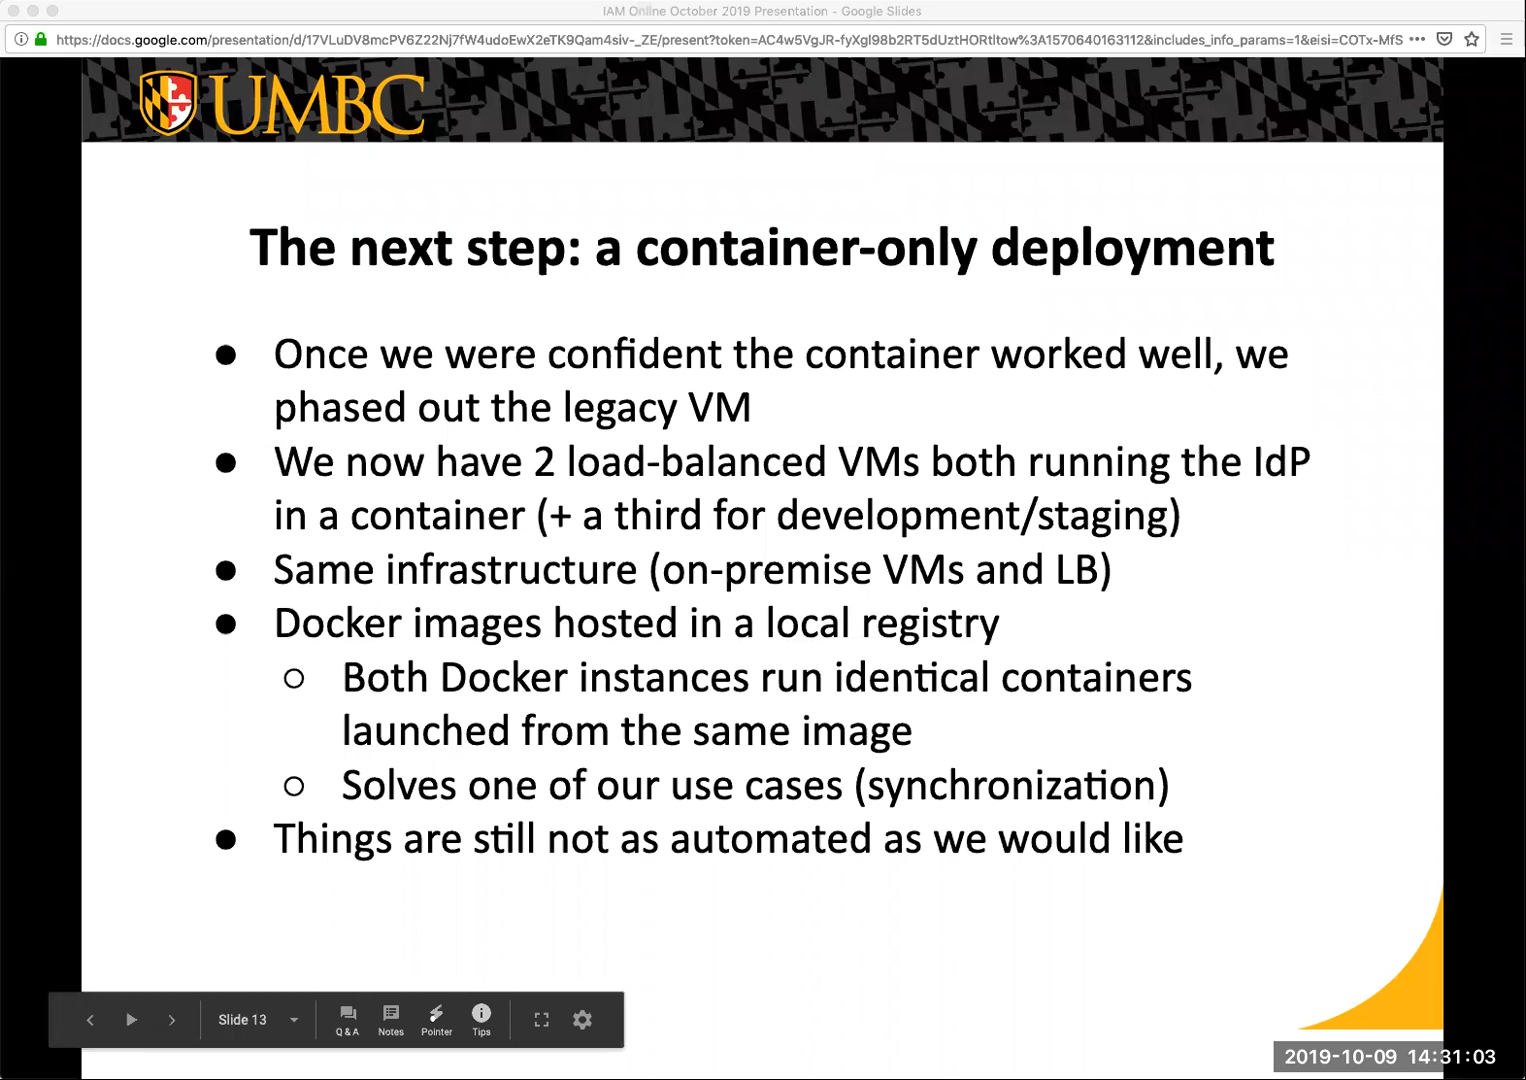 IAM Online October 2019 Presentation - Google Slides
https://docs.google.com/presentation/d/17VLuDV8mcPV6Z22Nj7fW4udoEwX2eTK9Qam4siv-_ZE/present?token=AC4w5VgJR-fyXgl98b2RT5dUztHORtltow%3A1570640163112&includes_info_params=1&eisi=COTx-MfS
UMBC
The next step: a container-only deployment
● Once we were confident the container worked well, we
phased out the legacy VM
● We now have 2 load-balanced VMs both running the IdP
in a container (+ a third for development/staging)
● Same infrastructure (on-premise VMs and LB)
● Docker images hosted in a local registry
○ Both Docker instances run identical containers
launched from the same image
○ Solves one of our use cases (synchronization)
● Things are still not as automated as we would like
Slide 13
Q & A Notes Pointer Tips
2019-10-09 14:31:03